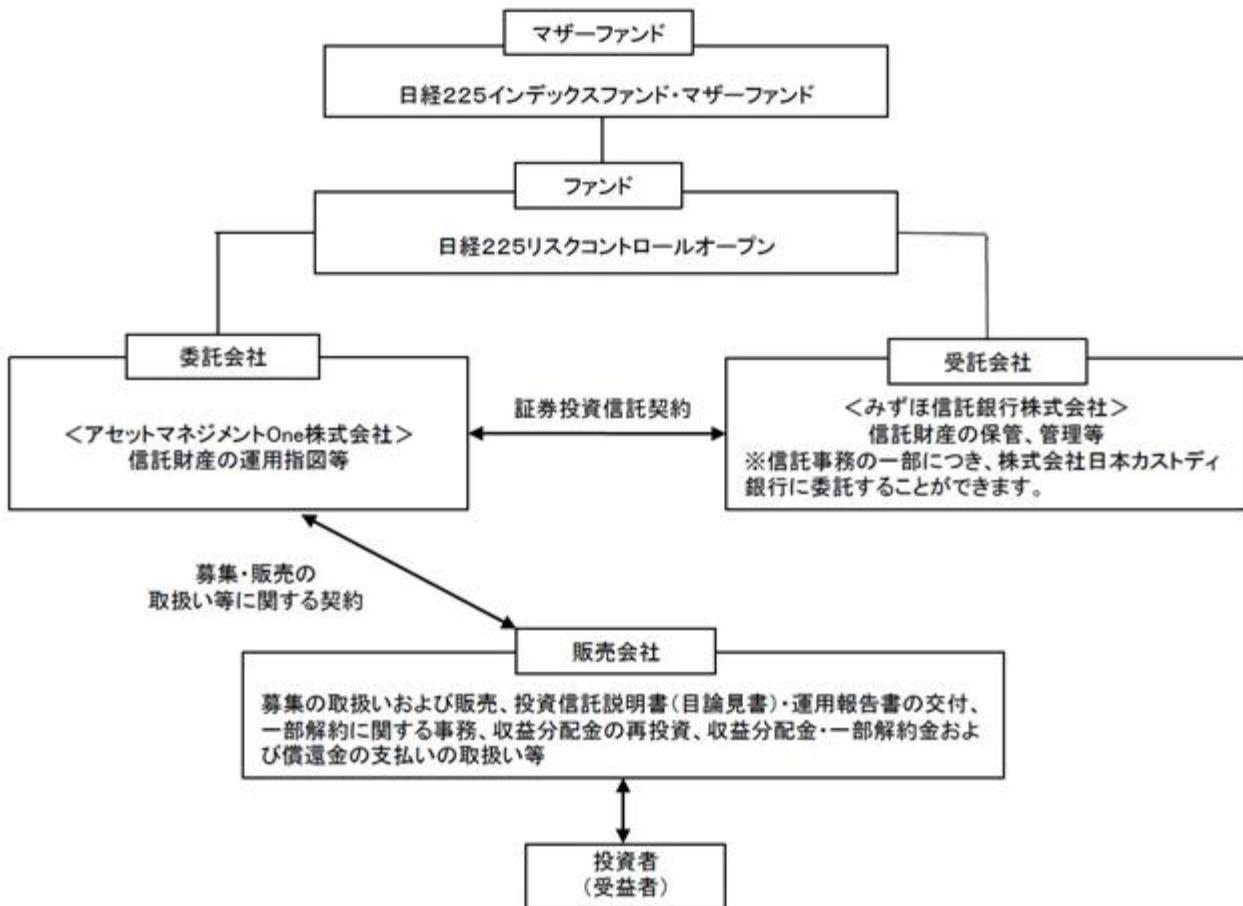 マザーファンド
日経225インデックスファンド・マザーファンド
ファンド
日経225リスクコントロールオープン
委託会社
＜アセットマネジメントOne株式会社＞
信託財産の運用指図等
証券投資信託契約
受託会社
＜みずほ信託銀行株式会社＞
信託財産の保管、管理等
※信託事務の一部につき、株式会社日本カストディ
銀行に委託することができます。
募集・販売の
取扱い等に関する契約
販売会社
募集の取扱いおよび販売、投資信託説明書（目論見書）・運用報告書の交付、
一部解約に関する事務、収益分配金の再投資、収益分配金・一部解約金およ
び償還金の支払いの取扱い等
投資者
（受益者）